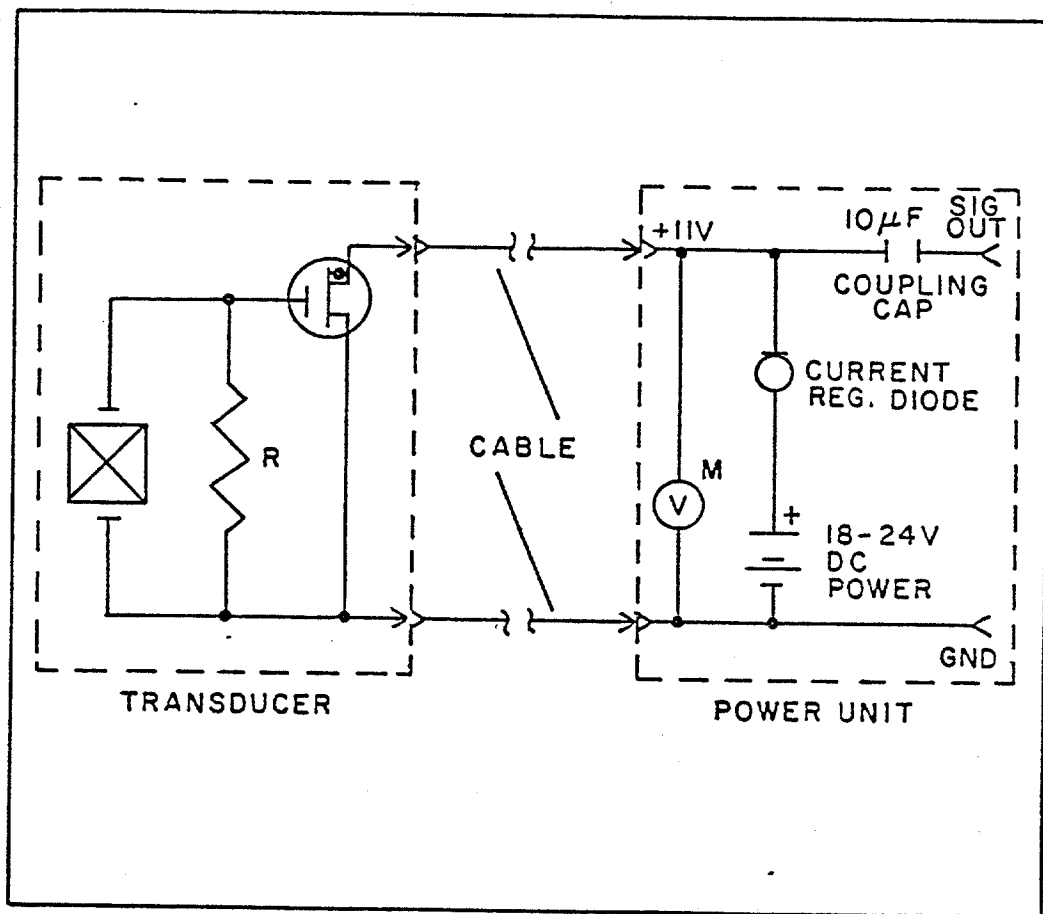 R
TRANSDUCER
CABLE
+11V
10μF
SIG
OUT
COUPLING
CAP
CURRENT
REG. DIODE
M
V
+
18-24V
DC
POWER
GND
POWER UNIT